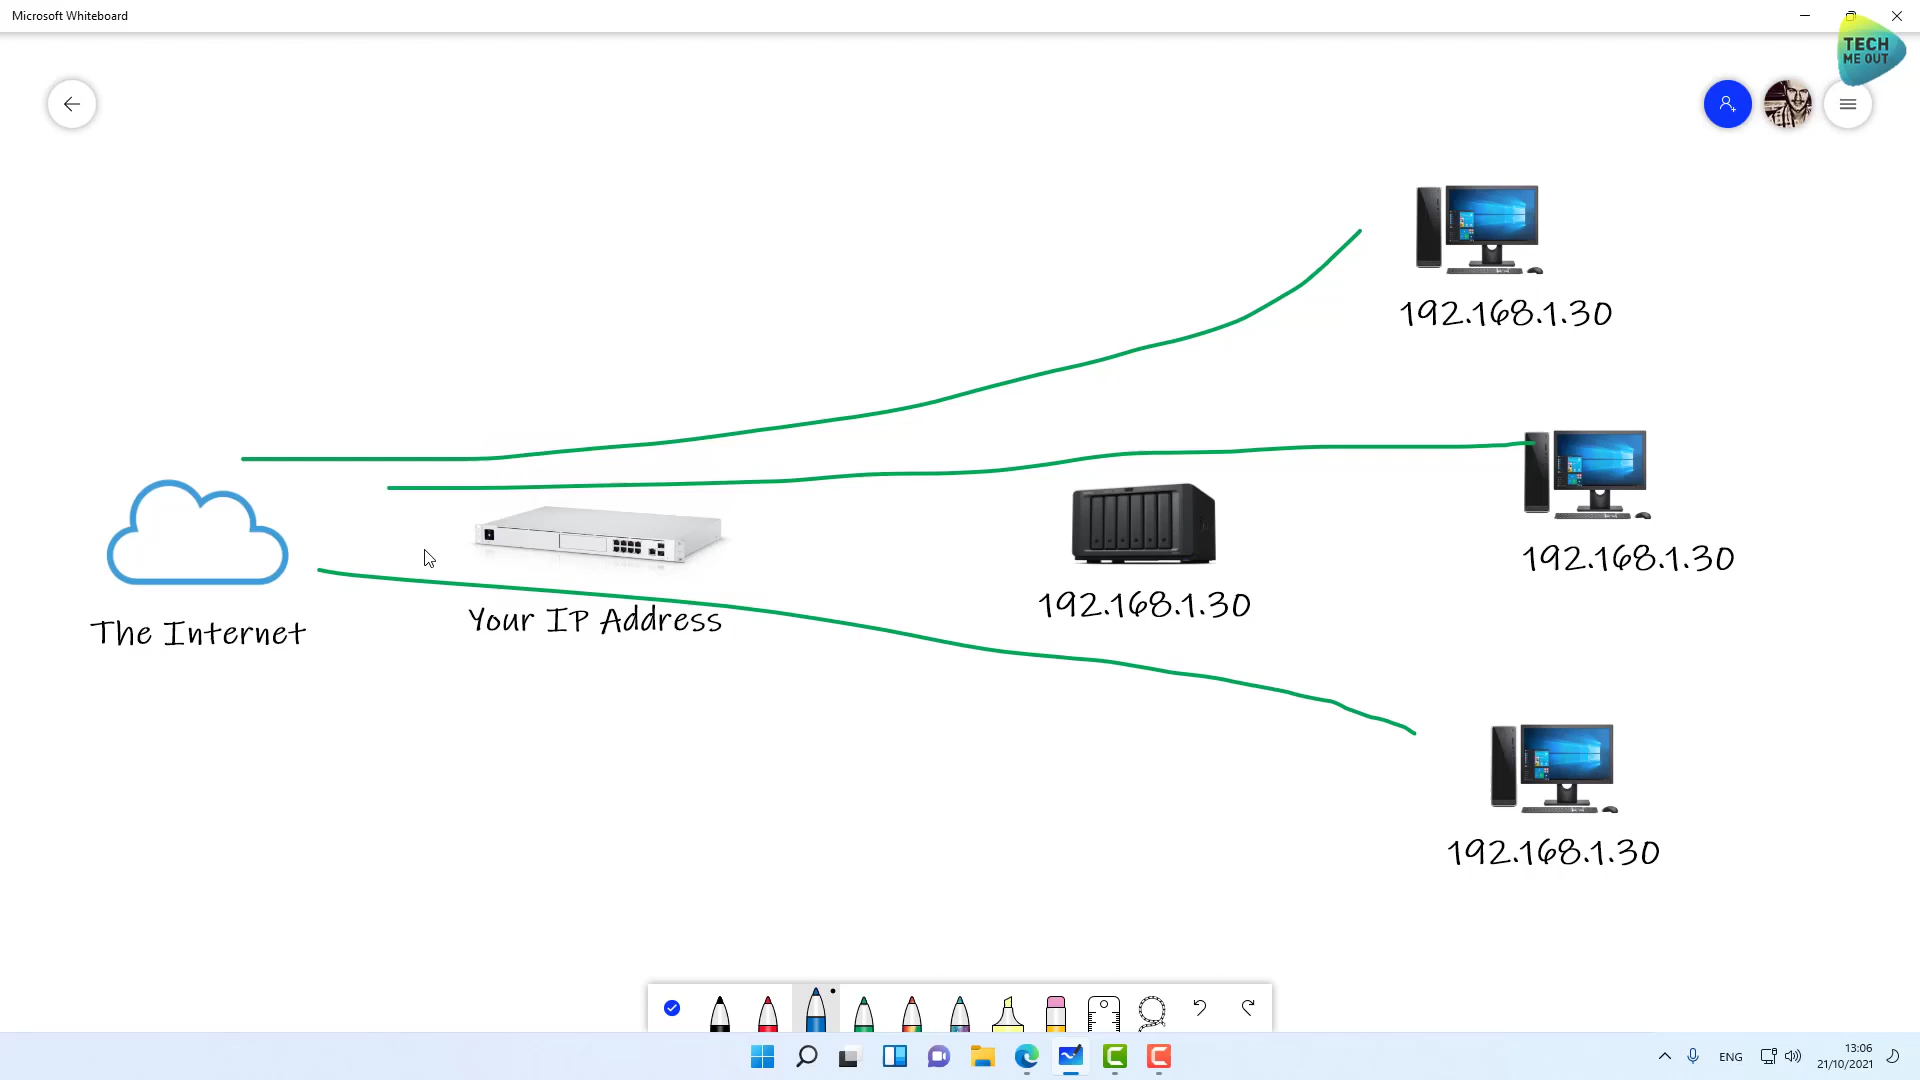 Microsoft Whiteboard
TECH
ME OUT
192.168.1.30
192.168.1.30
192.168.1.30
The Internet
Your IP Address
192.168.1.30
ENG
13:06
21/10/2021